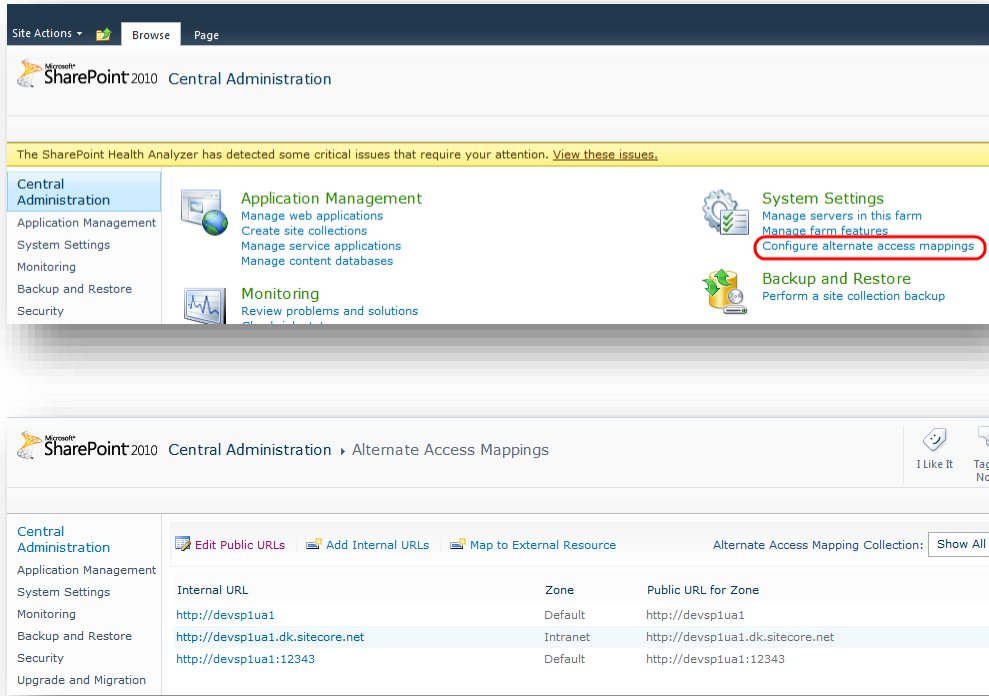 Site Actions Browse Page
Microsoft SharePoint 2010 Central Administration
The SharePoint Health Analyzer has detected some critical issues that require your attention. View these issues.
Central Administration
Application Management
System Settings
Monitoring
Backup and Restore
Security
Application Management
Manage web applications
Create site collections
Manage service applications
Manage content databases
Monitoring
Review problems and solutions
System Settings
Manage servers in this farm
Manage farm features
Configure alternate access mappings
Backup and Restore
Perform a site collection backup
Microsoft SharePoint 2010 Central Administration Alternate Access Mappings
I Like It
Central Administration
Application Management
System Settings
Monitoring
Backup and Restore
Security
Upgrade and Migration
Edit Public URLs Add Internal URLs Map to External Resource Alternate Access Mapping Collection: Show All
Internal URL Zone Public URL for Zone
http://devsp1ua1 Default http://devsp1ua1
http://devsp1ua1.dk.sitecore.net Intranet http://devsp1ua1.dk.sitecore.net
http://devsp1ua1:12343 Default http://devsp1ua1:12343